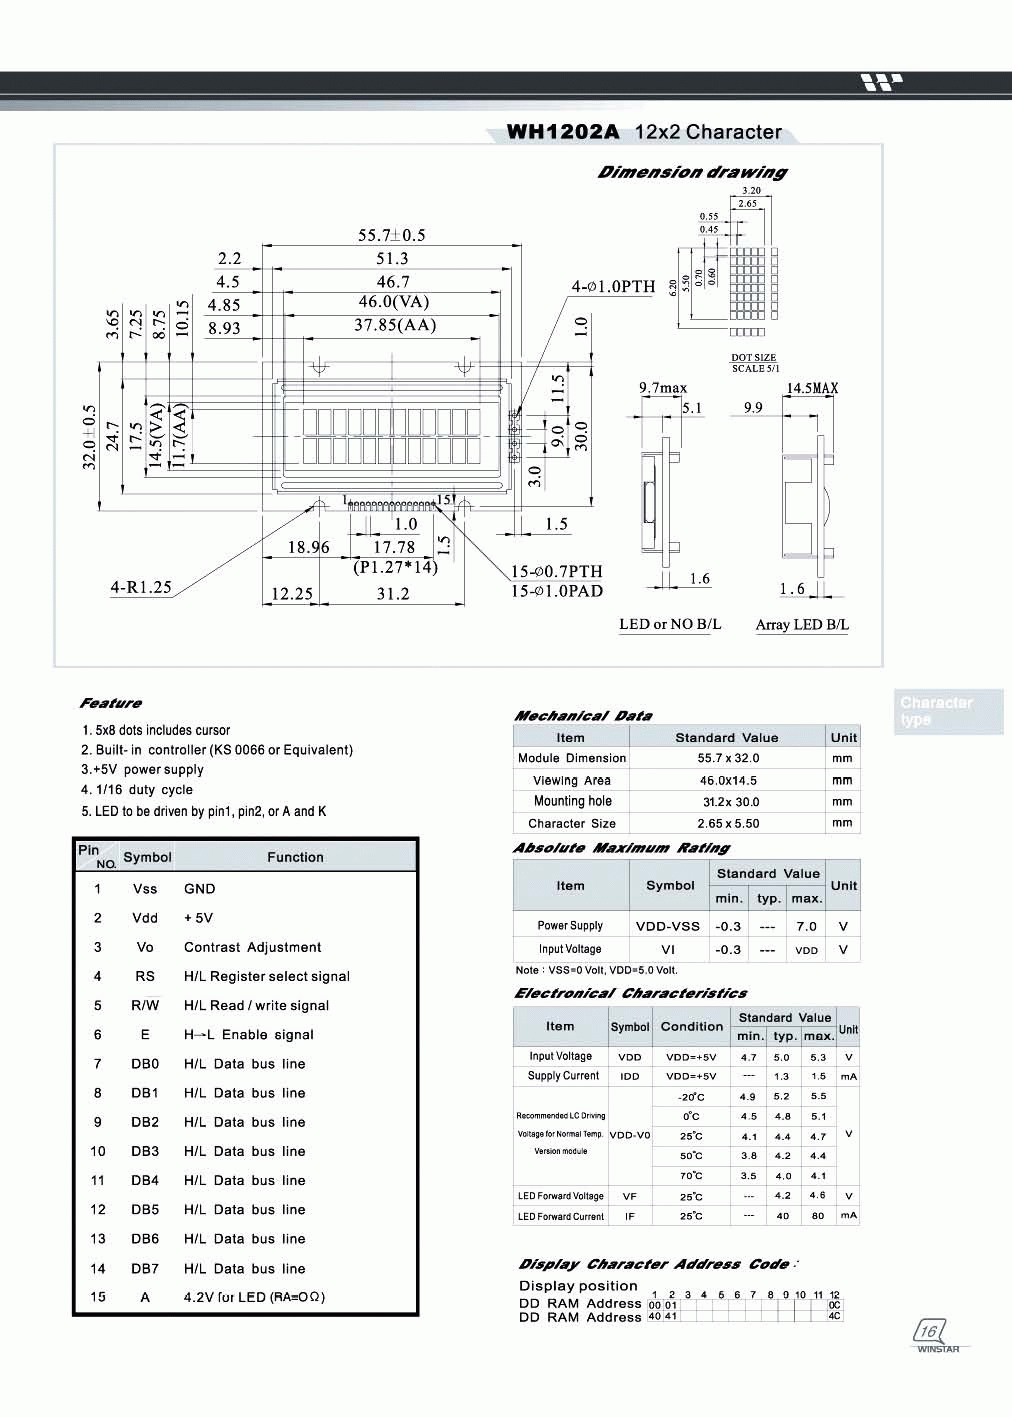 WH1202A 12x2 Character
Dimension drawing
3.20
2.65
0.55
0.45
6.20
5.50
0.70
0.60
DOT SIZE
SCALE 5/1
55.7±0.5
2.2
51.3
4.5
46.7
4.85
46.0(VA)
8.93
37.85(AA)
4-ø1.0PTH
3.65
7.25
8.75
10.15
1.0
32.0±0.5
24.7
17.5
14.5(VA)
11.7(AA)
11.5
9.0
30.0
3.0
1
15
1.0
1.5
1.5
18.96
17.78
(P1.27*14)
4-R1.25
12.25
31.2
15-ø0.7PTH
15-ø1.0PAD
9.7max
5.1
1.6
LED or NO B/L
14.5MAX
9.9
1.6
Array LED B/L
Character
type
Feature
1. 5x8 dots includes cursor
2. Built- in controller (KS 0066 or Equivalent)
3.+5V power supply
4. 1/16 duty cycle
5. LED to be driven by pin1, pin2, or A and K
Pin NO. Symbol Function
1 Vss GND
2 Vdd + 5V
3 Vo Contrast Adjustment
4 RS H/L Register select signal
5 R/W̅ H/L Read / write signal
6 E H→L Enable signal
7 DB0 H/L Data bus line
8 DB1 H/L Data bus line
9 DB2 H/L Data bus line
10 DB3 H/L Data bus line
11 DB4 H/L Data bus line
12 DB5 H/L Data bus line
13 DB6 H/L Data bus line
14 DB7 H/L Data bus line
15 A 4.2V for LED (RA=0Ω)
Mechanical Data
Item Standard Value Unit
Module Dimension 55.7 x 32.0 mm
Viewing Area 46.0x14.5 mm
Mounting hole 31.2x 30.0 mm
Character Size 2.65 x 5.50 mm
Absolute Maximum Rating
Item Symbol Standard Value Unit
min. typ. max.
Power Supply VDD-VSS -0.3 --- 7.0 V
Input Voltage VI -0.3 --- VDD V
Note : VSS=0 Volt, VDD=5.0 Volt.
Electronical Characteristics
Item Symbol Condition Standard Value Unit
min. typ. max.
Input Voltage VDD VDD=+5V 4.7 5.0 5.3 V
Supply Current IDD VDD=+5V --- 1.3 1.5 mA
Recommended LC Driving Voltage for Normal Temp. Version module VDD-V0 -20°C 4.9 5.2 5.5 V
0°C 4.5 4.8 5.1
25°C 4.1 4.4 4.7
50°C 3.8 4.2 4.4
70°C 3.5 4.0 4.1
LED Forward Voltage VF 25°C --- 4.2 4.6 V
LED Forward Current IF 25°C --- 40 80 mA
Display Character Address Code :
Display position 1 2 3 4 5 6 7 8 9 10 11 12
DD RAM Address 00 01 0C
DD RAM Address 40 41 4C
16
WINSTAR